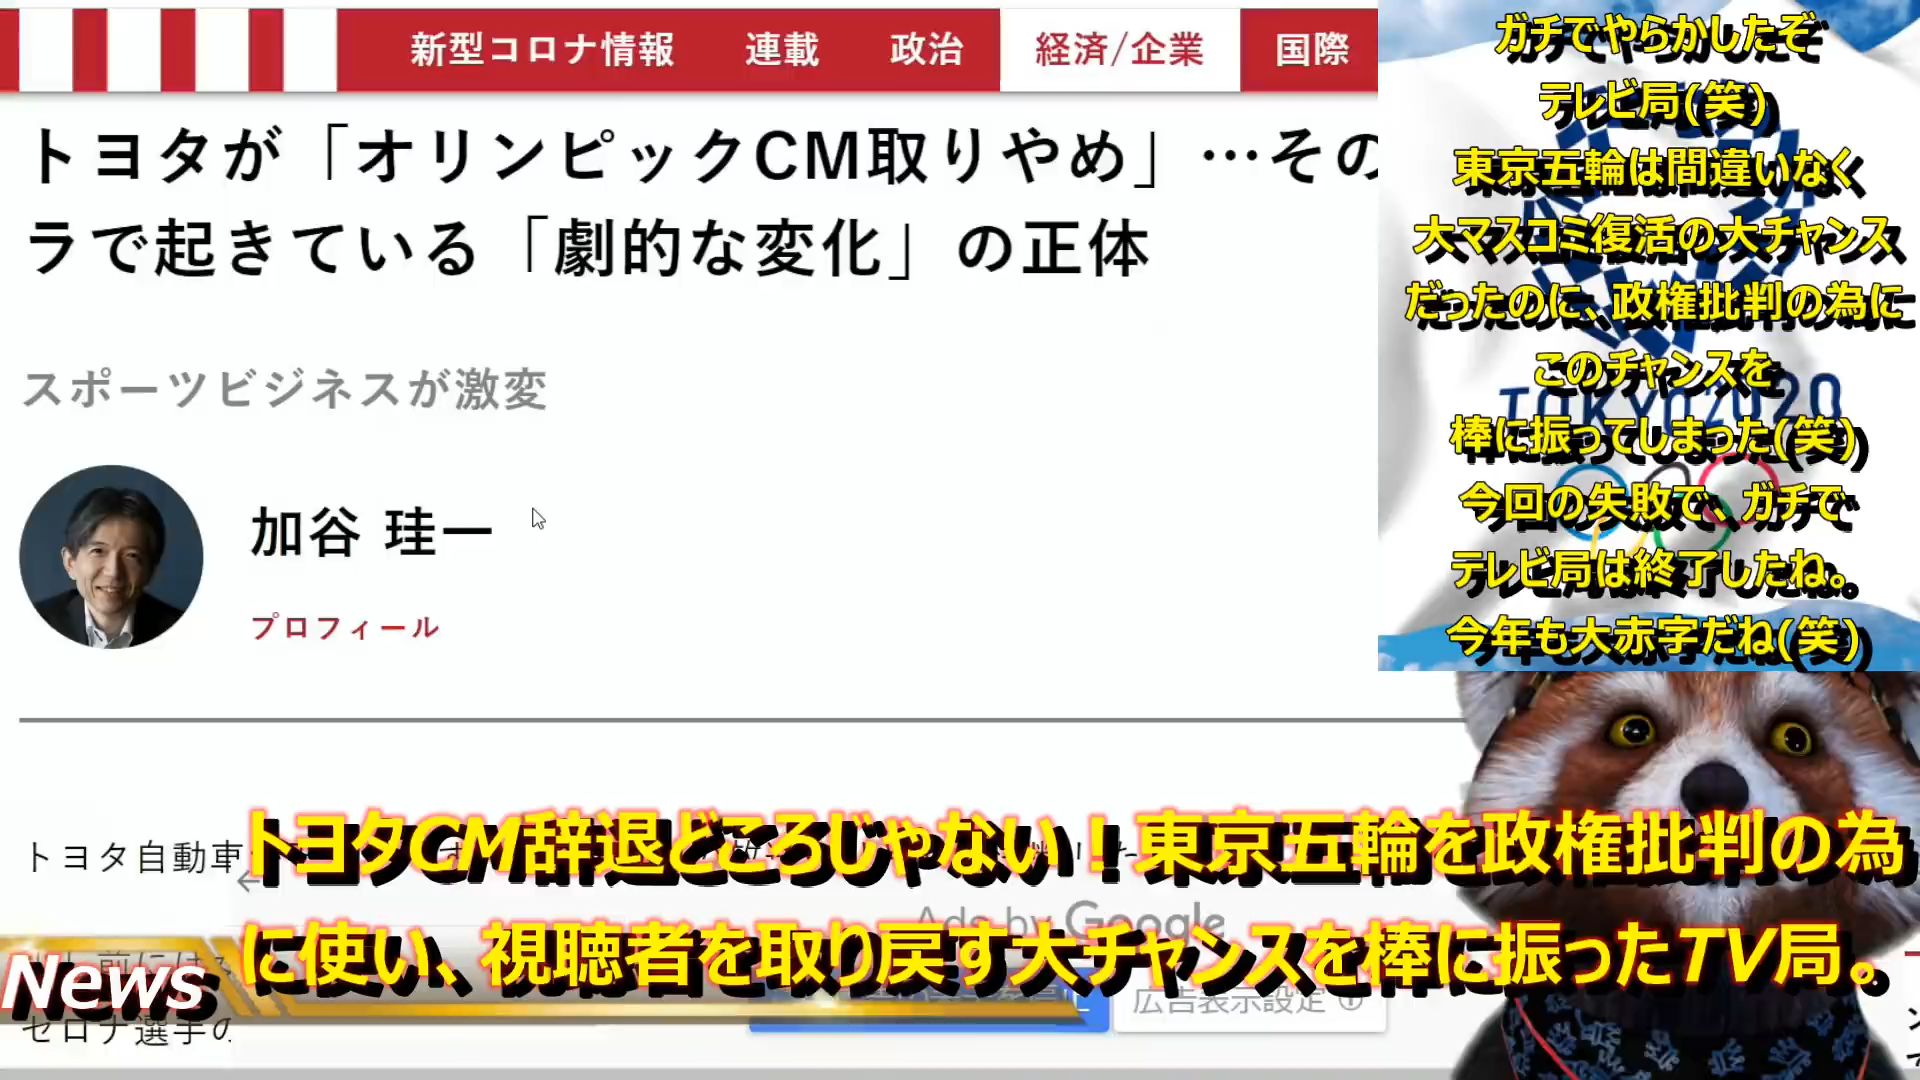 新型コロナ情報 連載 政治 経済/企業 国際
トヨタが「オリンピックCM取りやめ」…その
ラで起きている「劇的な変化」の正体
スポーツビジネスが激変
加谷 珪一
プロフィール
トヨタ自動車
セロナ選手の
Ads by Google
広告表示設定
ガチでやらかしたぞ
テレビ局(笑)
東京五輪は間違いなく
大マスコミ復活の大チャンス
だったのに、政権批判の為に
このチャンスを
棒に振ってしまった(笑)
今回の失敗で、ガチで
テレビ局は終了したね。
今年も大赤字だね(笑)
TOKYO 2020
トヨタCM辞退どころじゃない！東京五輪を政権批判の為
に使い、視聴者を取り戻す大チャンスを棒に振ったTV局。
News